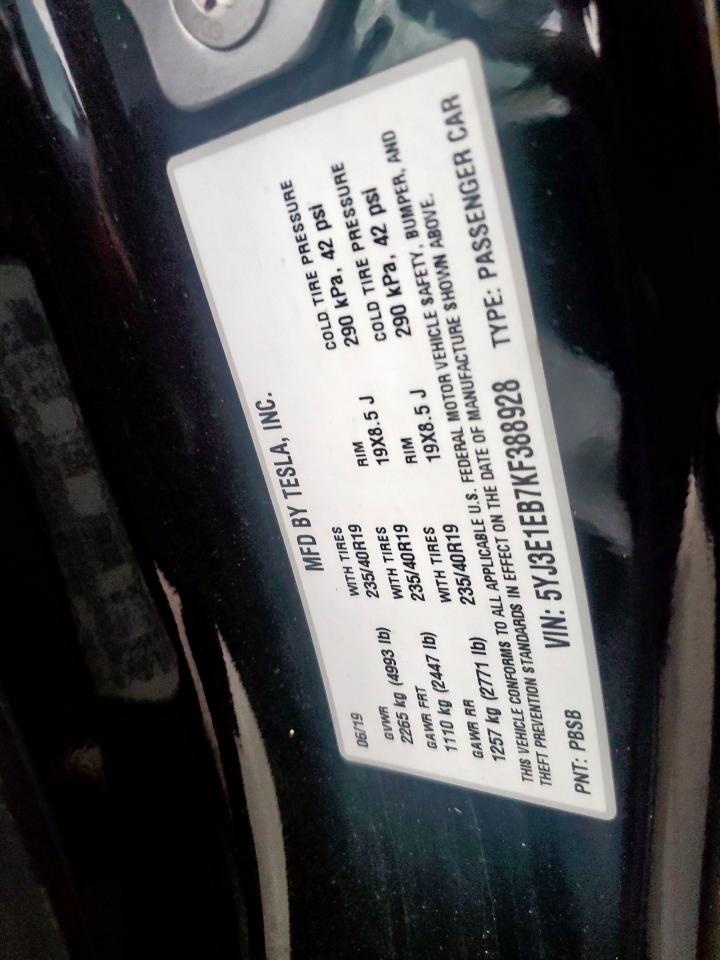 MFD BY TESLA, INC.
06/19
GVWR WITH TIRES RIM COLD TIRE PRESSURE
2265 kg (4993 lb) 235/40R19 19X8.5 J 290 kPa, 42 psi
GAWR FRT WITH TIRES RIM COLD TIRE PRESSURE
1110 kg (2447 lb) 235/40R19 19X8.5 J 290 kPa, 42 psi
GAWR RR WITH TIRES
1257 kg (2771 lb) 235/40R19
THIS VEHICLE CONFORMS TO ALL APPLICABLE U.S. FEDERAL MOTOR VEHICLE SAFETY, BUMPER, AND
THEFT PREVENTION STANDARDS IN EFFECT ON THE DATE OF MANUFACTURE SHOWN ABOVE.
VIN: 5YJ3E1EB7KF388928 TYPE: PASSENGER CAR
PNT: PBSB